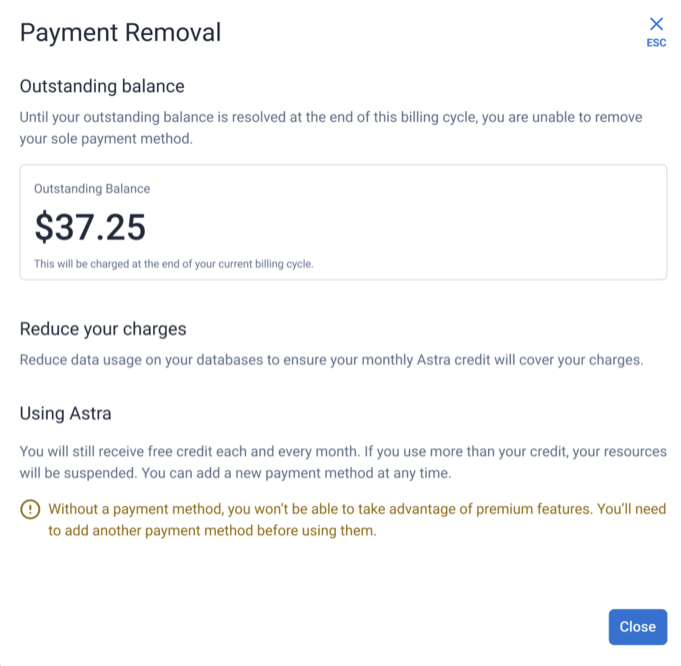 Payment Removal
ESC
Outstanding balance
Until your outstanding balance is resolved at the end of this billing cycle, you are unable to remove
your sole payment method.
Outstanding Balance
$37.25
This will be charged at the end of your current billing cycle.
Reduce your charges
Reduce data usage on your databases to ensure your monthly Astra credit will cover your charges.
Using Astra
You will still receive free credit each and every month. If you use more than your credit, your resources
will be suspended. You can add a new payment method at any time.
Without a payment method, you won't be able to take advantage of premium features. You'll need
to add another payment method before using them.
Close